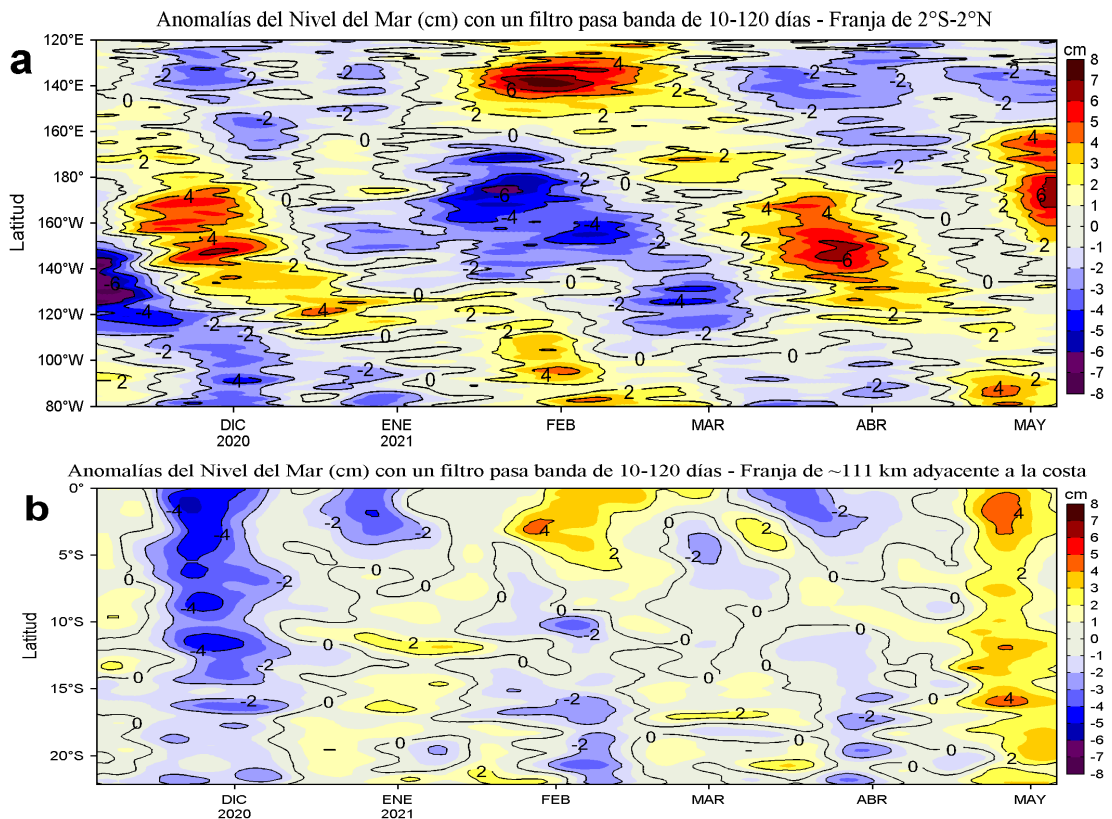 Anomalías del Nivel del Mar (cm) con un filtro pasa banda de 10-120 días - Franja de 2°S-2°N
a
cm
Latitud
120°E
140°E
160°E
180°
160°W
140°W
120°W
100°W
80°W
8
7
6
5
4
3
2
1
0
-1
-2
-3
-4
-5
-6
-7
-8
DIC
2020
ENE
2021
FEB
MAR
ABR
MAY
Anomalías del Nivel del Mar (cm) con un filtro pasa banda de 10-120 días - Franja de ~111 km adyacente a la costa
b
cm
Latitud
0°
5°S
10°S
15°S
20°S
8
7
6
5
4
3
2
1
0
-1
-2
-3
-4
-5
-6
-7
-8
DIC
2020
ENE
2021
FEB
MAR
ABR
MAY